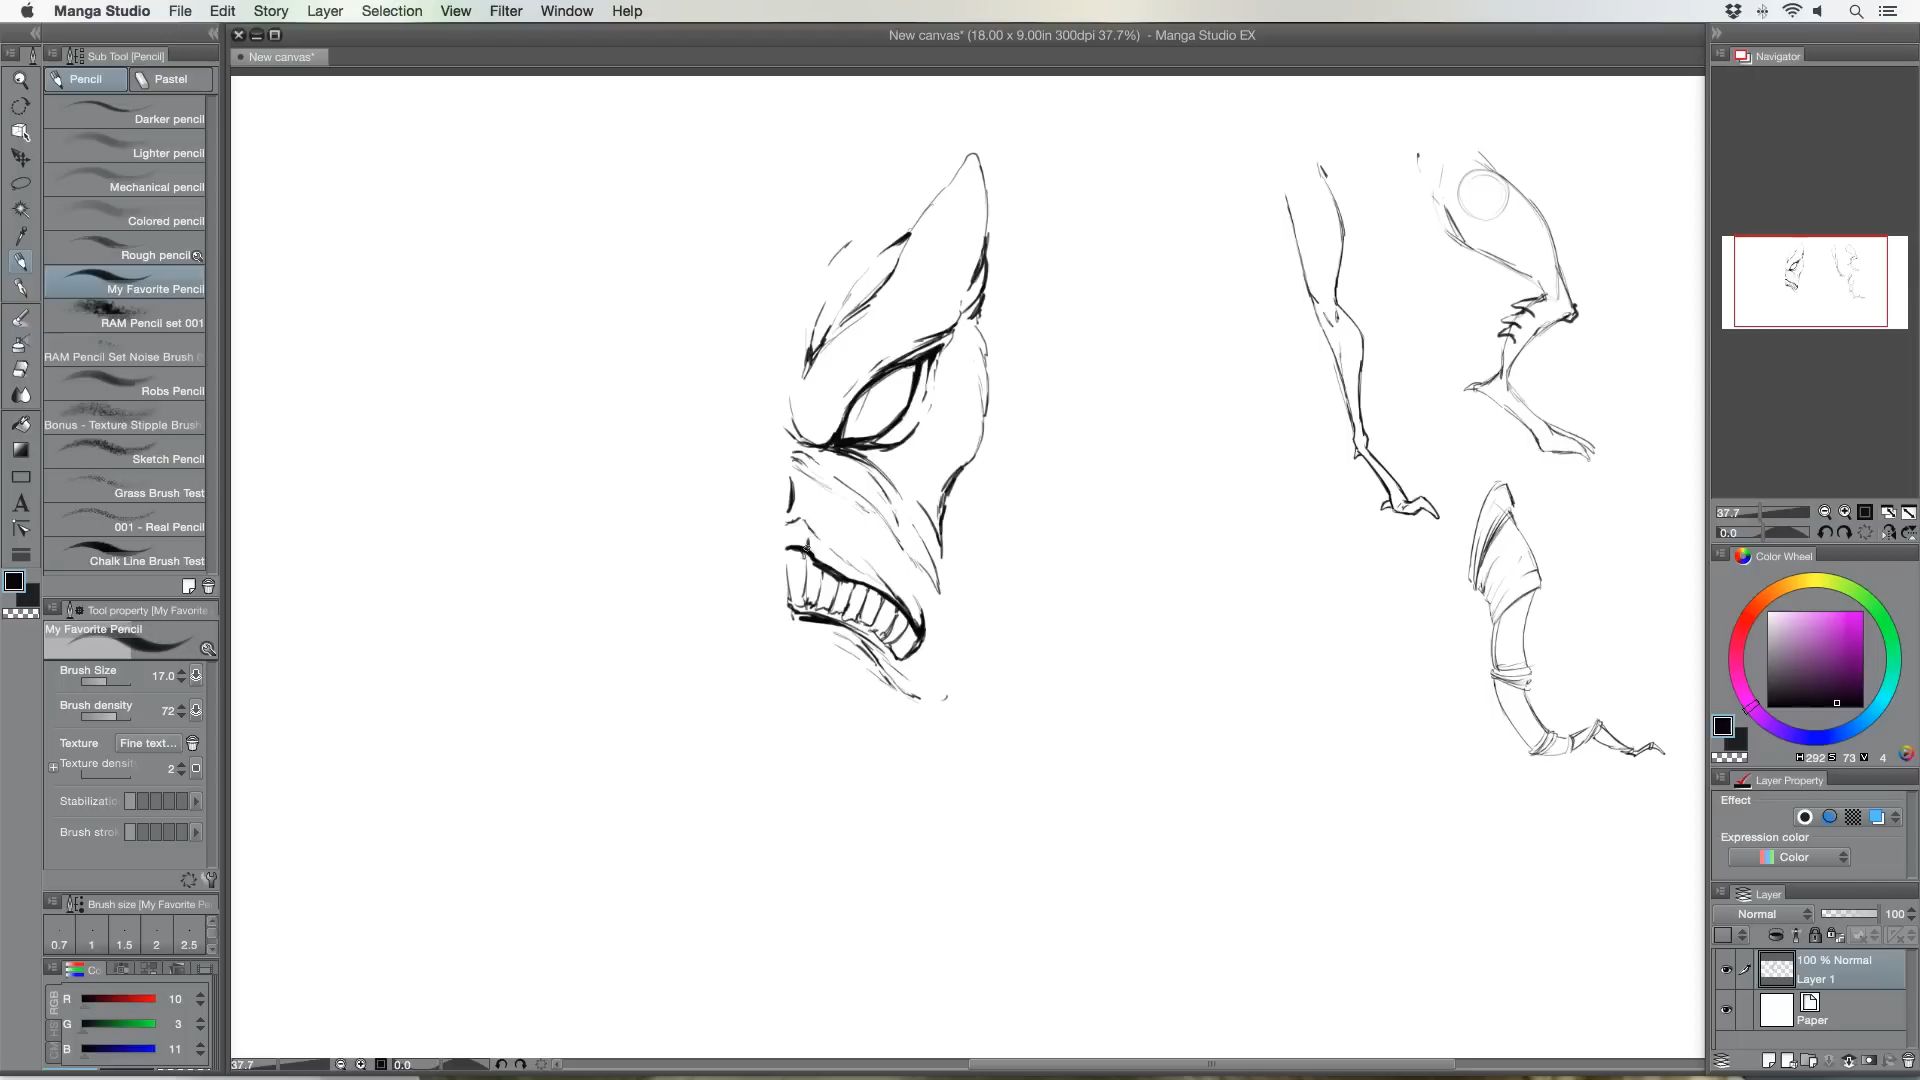 Manga Studio File Edit Story Layer Selection View Filter Window Help
New canvas* (18.00 x 9.00in 300dpi 37.7%) - Manga Studio EX
Sub Tool [Pencil]
New canvas*
Navigator
Pencil Pastel
Darker pencil
Lighter pencil
Mechanical pencil
Colored pencil
Rough pencil
My Favorite Pencil
RAM Pencil set 001
RAM Pencil Set Noise Brush
Robs Pencil
Bonus - Texture Stipple Brush
Sketch Pencil
Grass Brush Test
001 - Real Pencil
Chalk Line Brush Test
Tool property [My Favorite
My Favorite Pencil
Brush Size 17.0
Brush density 72
Texture Fine text...
Texture densit 2
Stabilizatio
Brush strok
Brush size [My Favorite Pe
0.7 1 1.5 2 2.5
Co
RGB
R 10
G 3
B 11
37.7 0.0
37.7
0.0
Color Wheel
H 292 S 73 V 4
Layer Property
Effect
Expression color
Color
Layer
Normal 100
100 % Normal
Layer 1
Paper